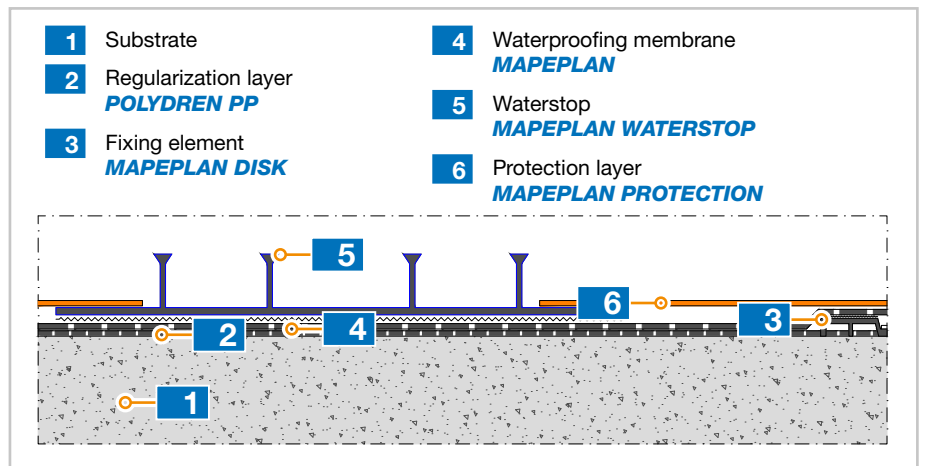 1 Substrate
2 Regularization layer
POLYDREN PP
3 Fixing element
MAPEPLAN DISK
4 Waterproofing membrane
MAPEPLAN
5 Waterstop
MAPEPLAN WATERSTOP
6 Protection layer
MAPEPLAN PROTECTION
5
6
3
2
4
1